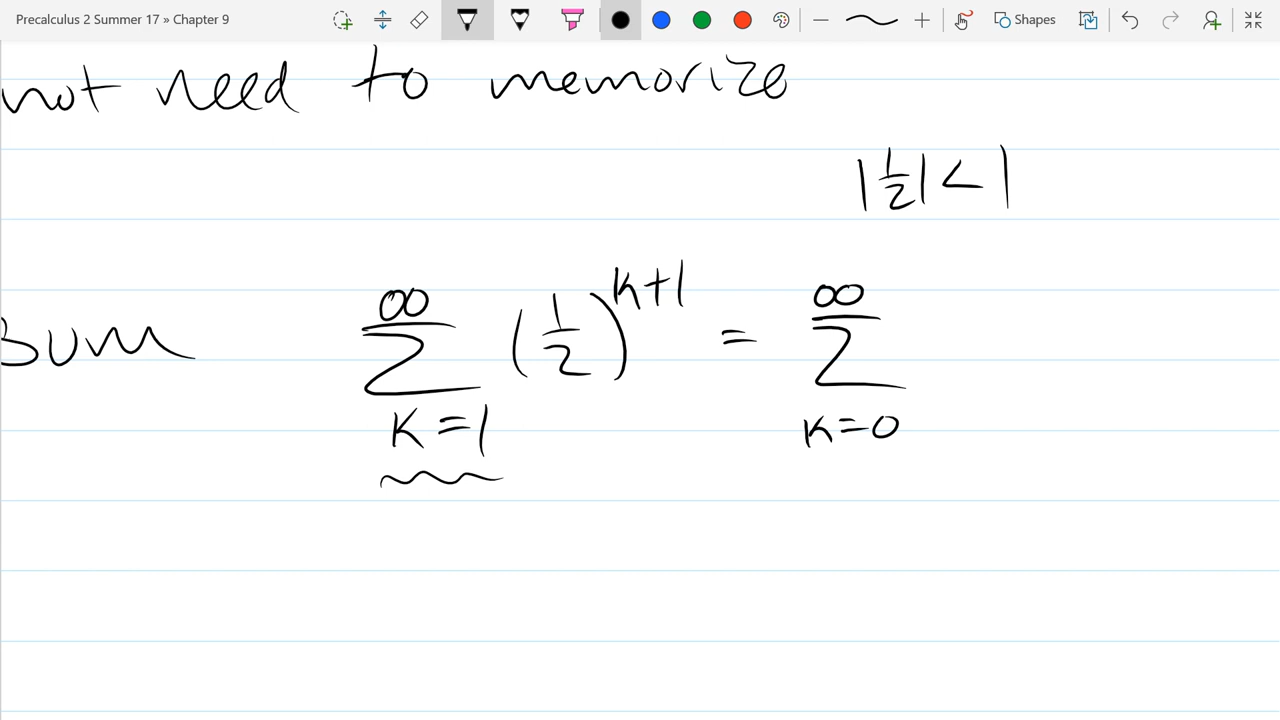 Precalculus 2 Summer 17 » Chapter 9
Shapes
not need to memorize
|1/2| < 1
Sum ∞ ∑ k=1 (1/2)^(k+1) = ∞ ∑ k=0